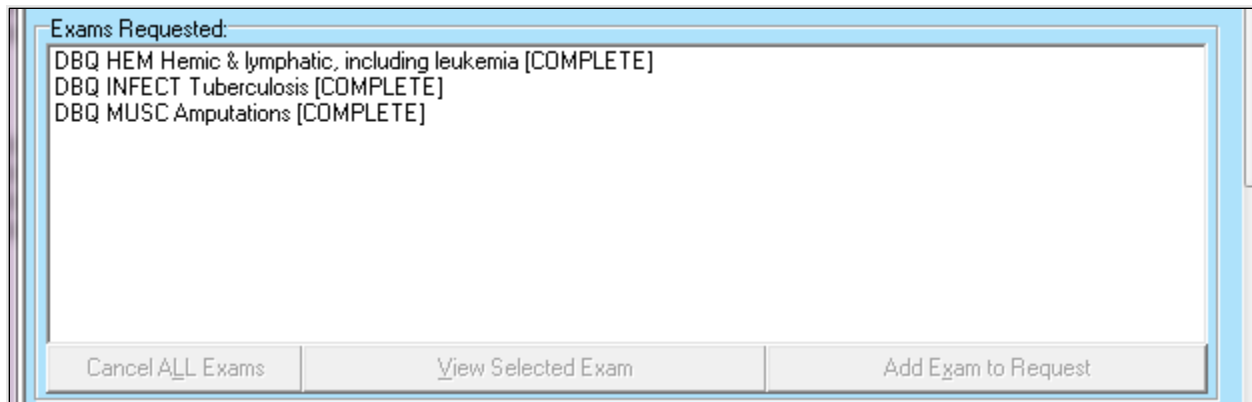 Exams Requested:
DBQ HEM Hemic & lymphatic, including leukemia [COMPLETE]
DBQ INFECT Tuberculosis [COMPLETE]
DBQ MUSC Amputations [COMPLETE]
Cancel ALL Exams
View Selected Exam
Add Exam to Request